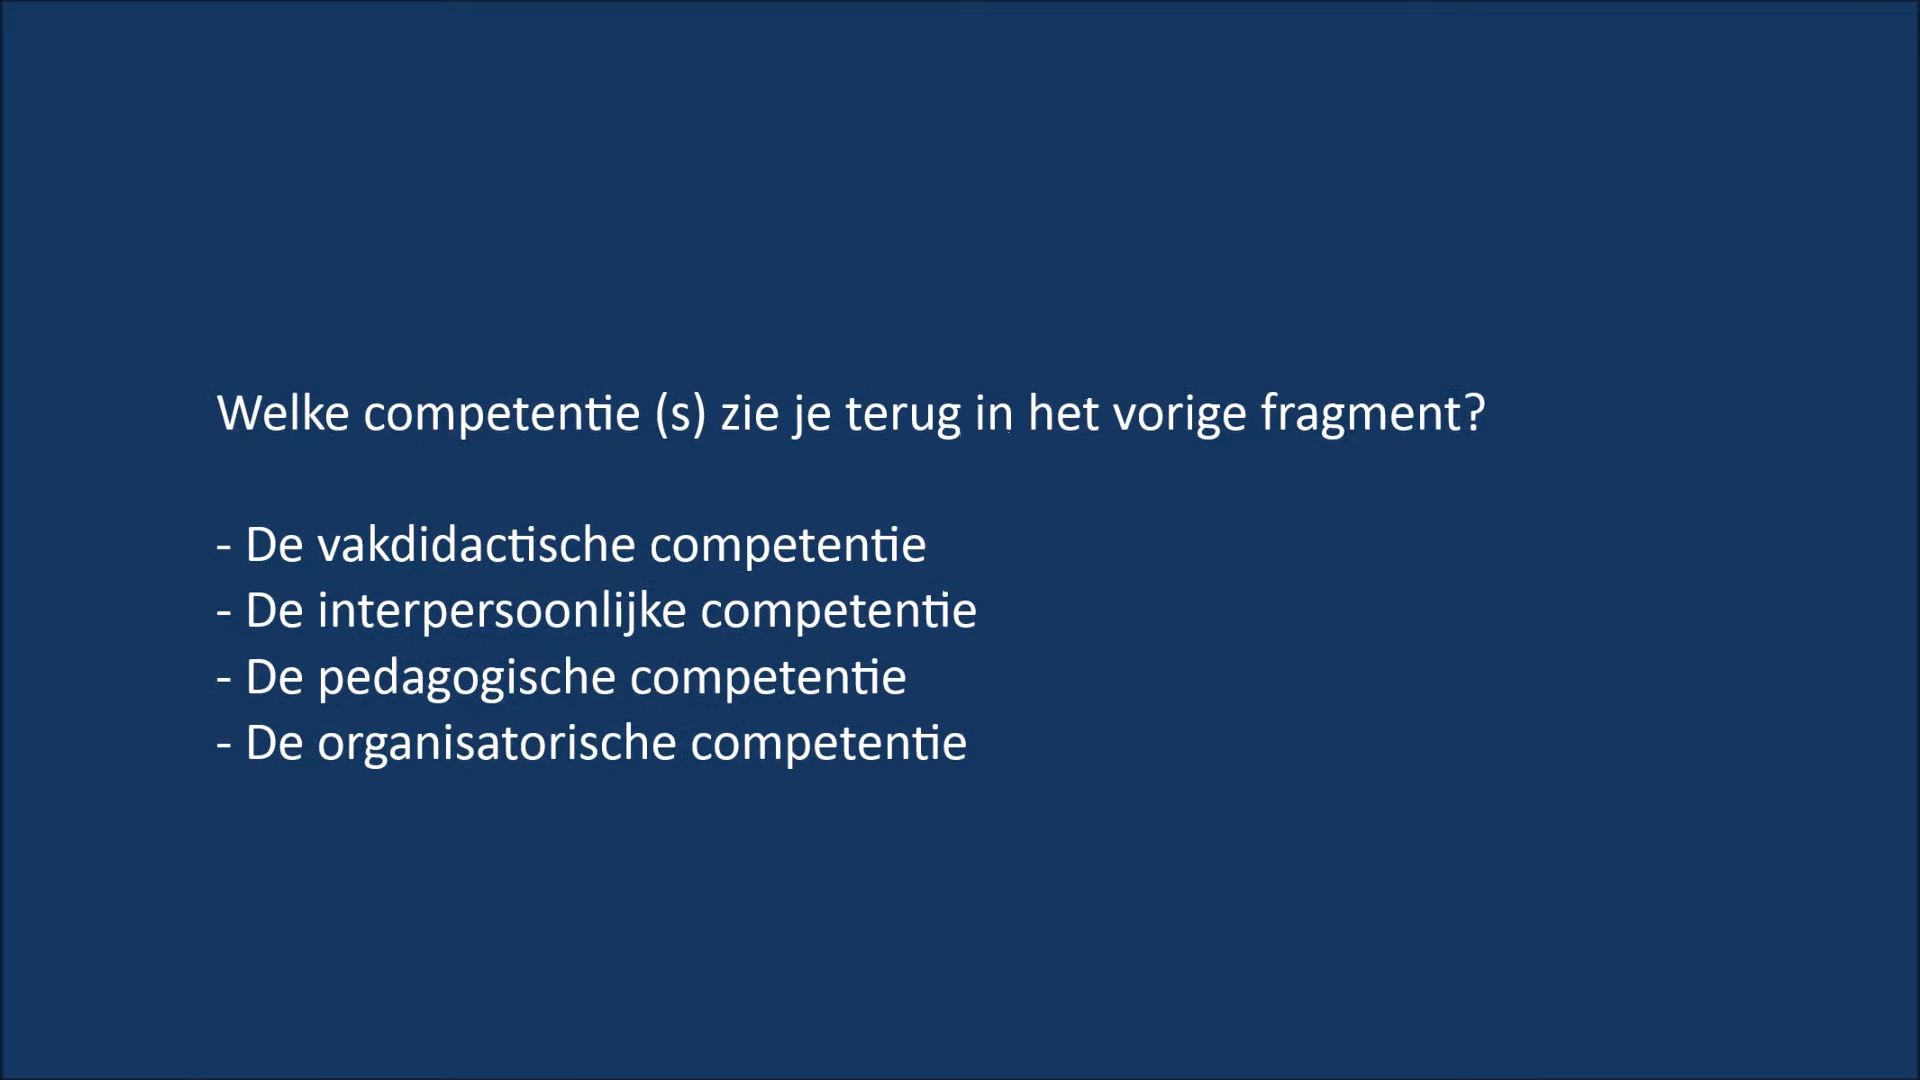 Welke competentie (s) zie je terug in het vorige fragment?
- De vakdidactische competentie
- De interpersoonlijke competentie
- De pedagogische competentie
- De organisatorische competentie